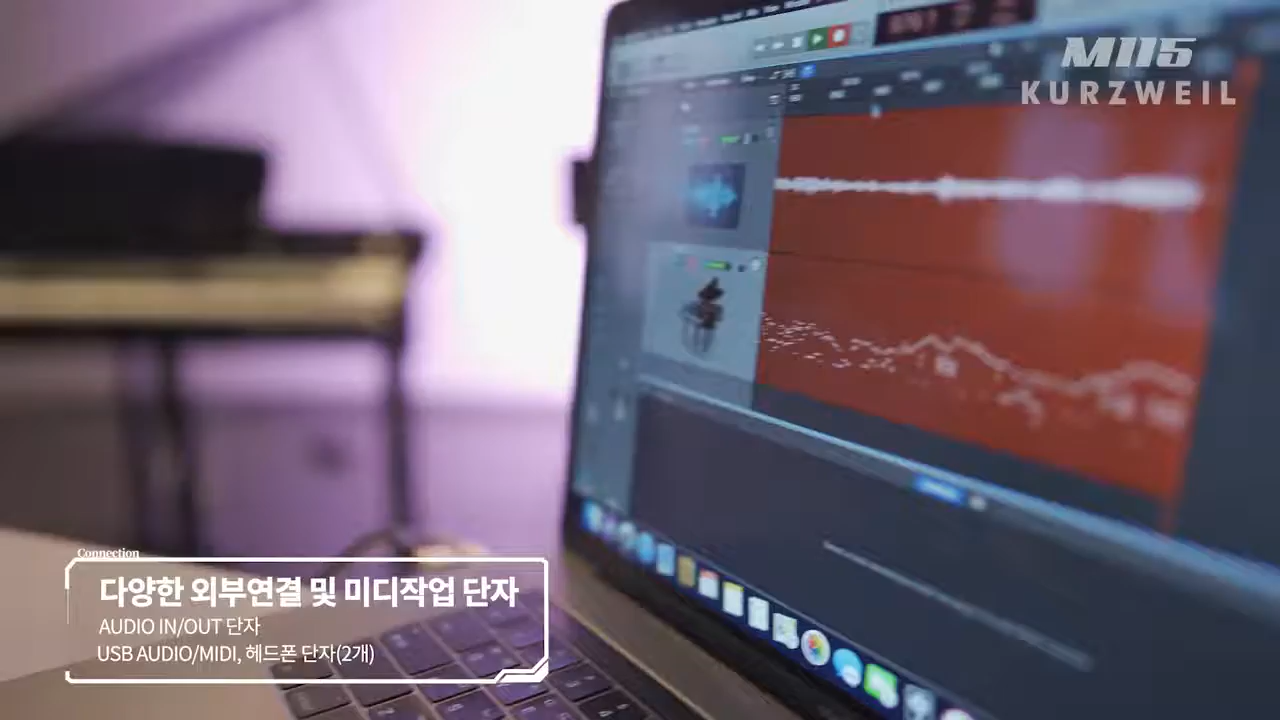 M115
KURZWEIL
Connection
다양한 외부연결 및 미디작업 단자
AUDIO IN/OUT 단자
USB AUDIO/MIDI, 헤드폰 단자(2개)